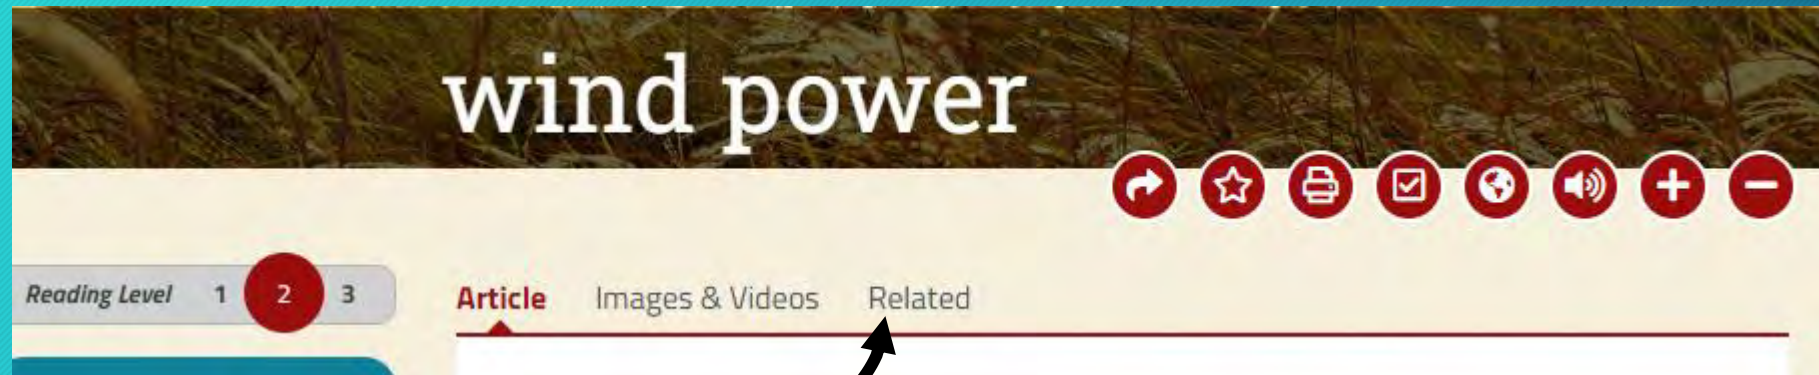 wind power
Reading Level 1 2 3
Article Images & Videos Related